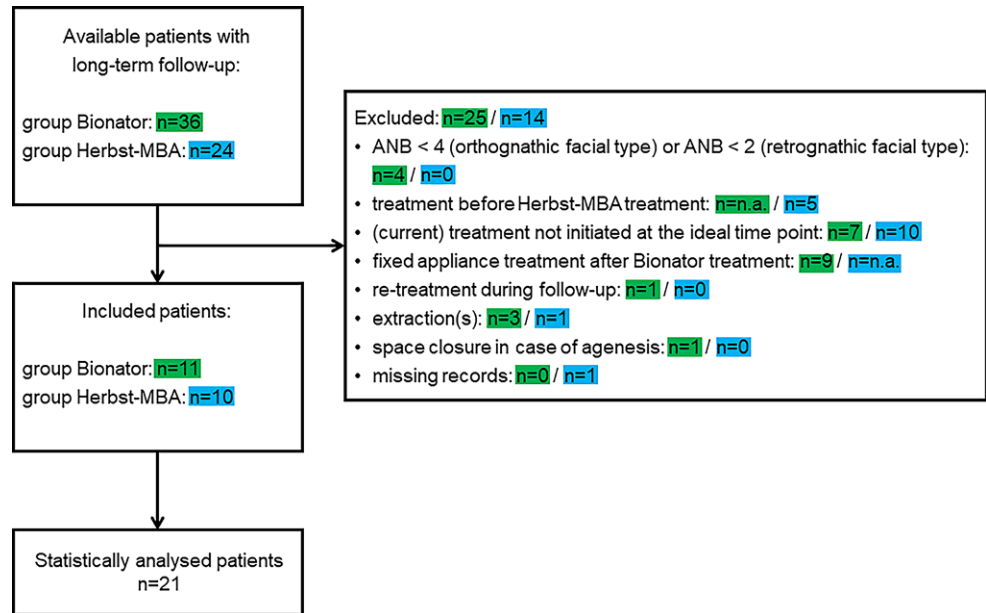 Available patients with
long-term follow-up:
group Bionator: n=36
group Herbst-MBA: n=24
Excluded: n=25 / n=14
• ANB < 4 (orthognathic facial type) or ANB < 2 (retrognathic facial type):
n=4 / n=0
• treatment before Herbst-MBA treatment: n=n.a. / n=5
• (current) treatment not initiated at the ideal time point: n=7 / n=10
• fixed appliance treatment after Bionator treatment: n=9 / n=n.a.
• re-treatment during follow-up: n=1 / n=0
• extraction(s): n=3 / n=1
• space closure in case of agenesis: n=1 / n=0
• missing records: n=0 / n=1
Included patients:
group Bionator: n=11
group Herbst-MBA: n=10
Statistically analysed patients
n=21